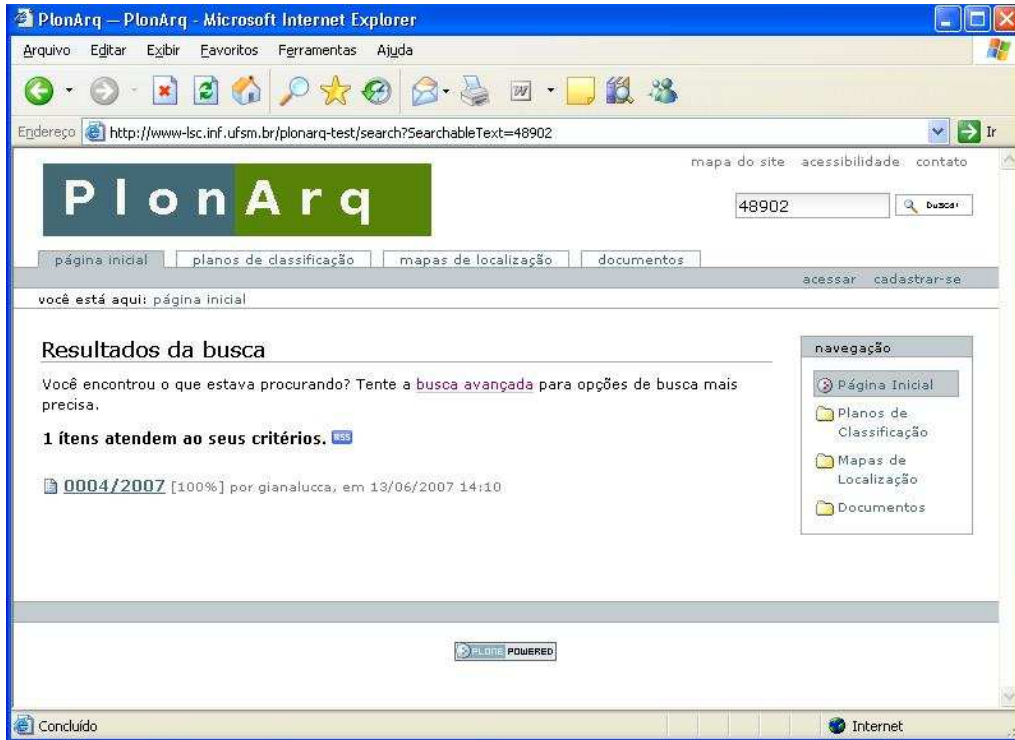 PlonArq — PlonArq - Microsoft Internet Explorer
Arquivo Editar Exibir Favoritos Ferramentas Ajuda
Endereço http://www-lsc.inf.ufsm.br/plonarq-test/search?SearchableText=48902 Ir
mapa do site acessibilidade contato
PlonArq
48902 buscar
página inicial planos de classificação mapas de localização documentos
acessar cadastrar-se
você está aqui: página inicial
Resultados da busca
Você encontrou o que estava procurando? Tente a busca avançada para opções de busca mais
precisa.
1 ítens atendem ao seus critérios. RSS
0004/2007 [100%] por gianalucca, em 13/06/2007 14:10
navegação
Página Inicial
Planos de
Classificação
Mapas de
Localização
Documentos
PLONE POWERED
Concluído Internet